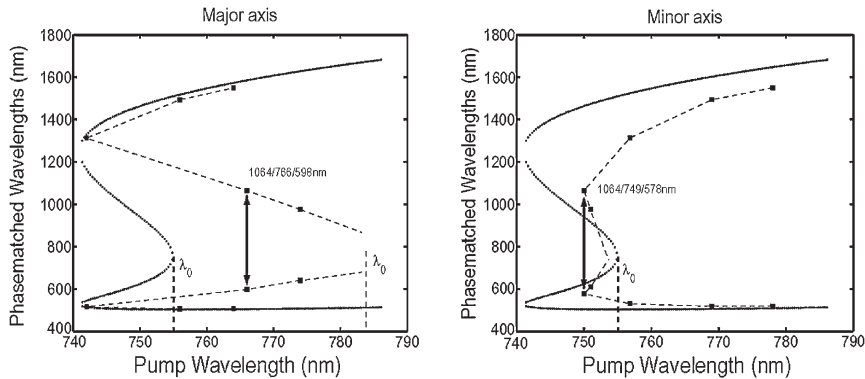 Major axis
Phasematched Wavelengths (nm)
1800
1600
1400
1200
1000
800
600
400
1064/766/598nm
λ0
λ0
740 750 760 770 780 790
Pump Wavelength (nm)
Minor axis
Phasematched Wavelengths (nm)
1800
1600
1400
1200
1000
800
600
400
1064/749/578nm
λ0
740 750 760 770 780 790
Pump Wavelength (nm)